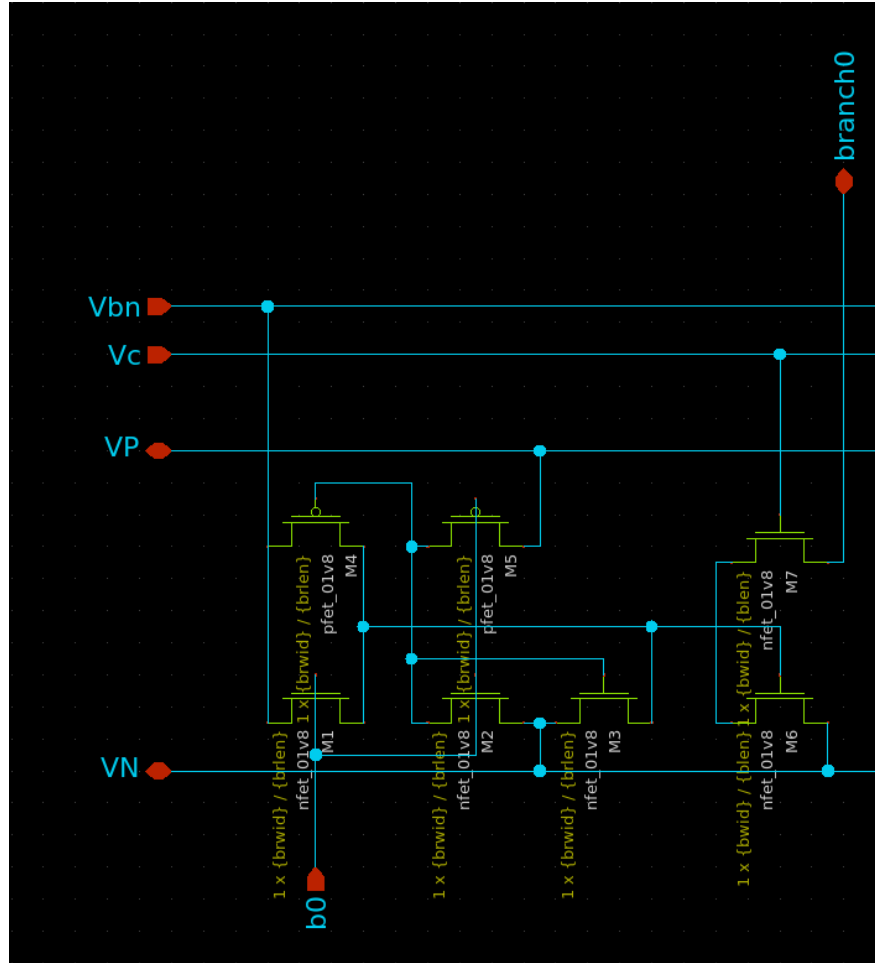 branch0
Vbn
Vc
VP
1 x {brwid} / {brlen}
pfet_01v8
M4
1 x {brwid} / {brlen}
pfet_01v8
M5
1 x {bwid} / {blen}
nfet_01v8
M7
1 x {brwid} / {brlen}
nfet_01v8
M1
1 x {brwid} / {brlen}
nfet_01v8
M2
1 x {brwid} / {brlen}
nfet_01v8
M3
1 x {bwid} / {blen}
nfet_01v8
M6
VN
b0